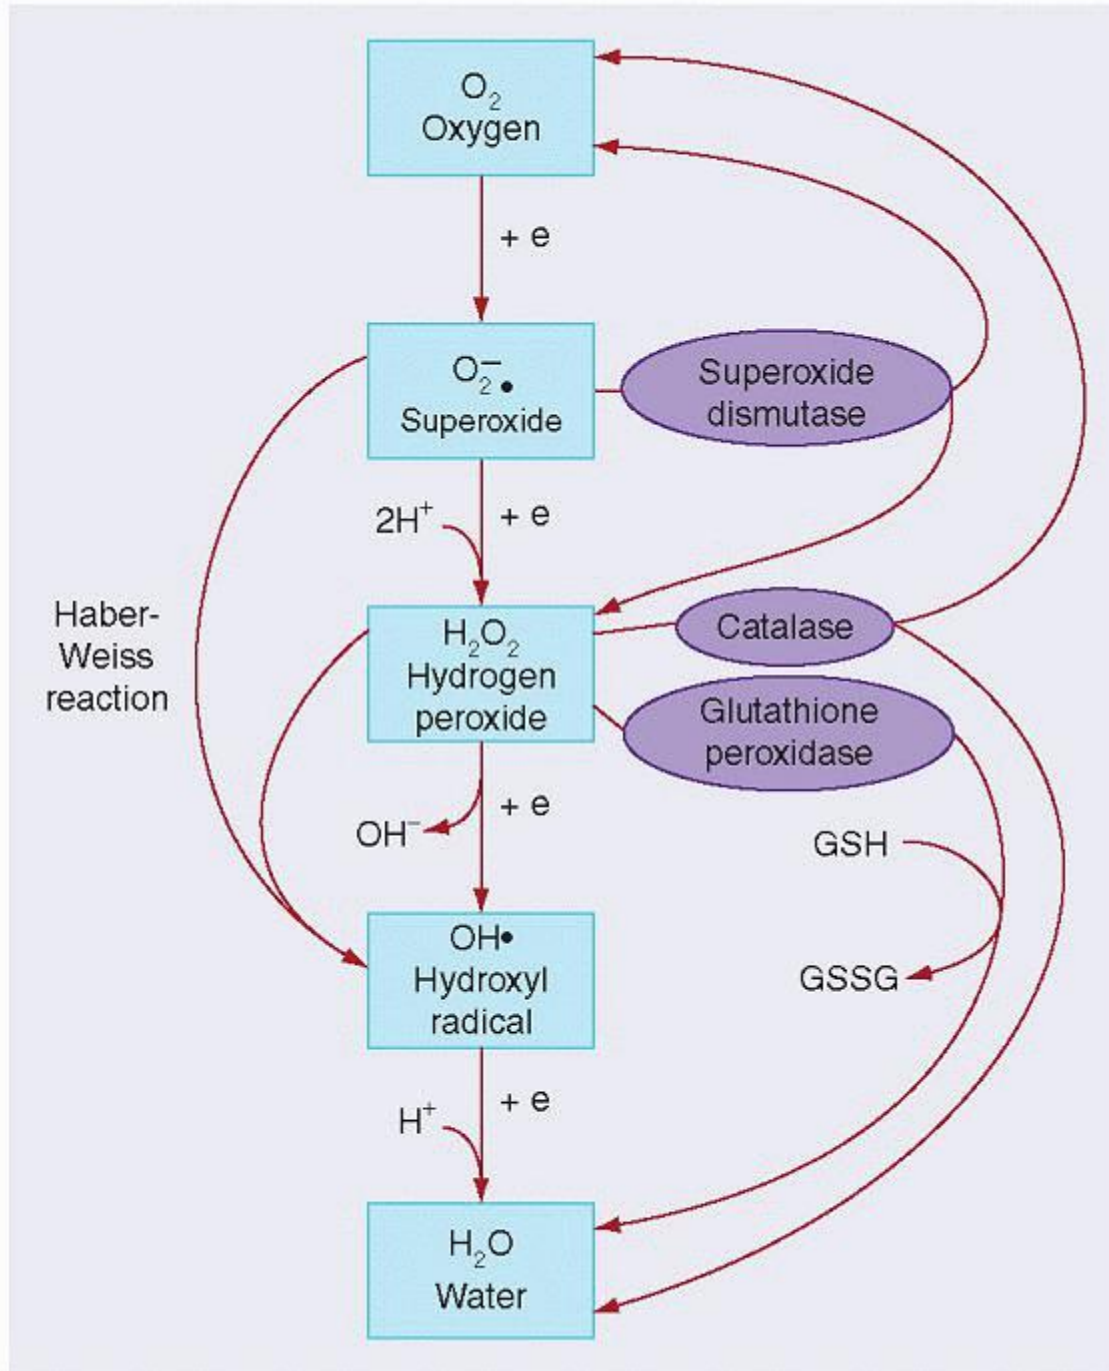 O₂
Oxygen
+ e
O₂⁻•
Superoxide
Superoxide
dismutase
2H⁺
+ e
Haber-
Weiss
reaction
H₂O₂
Hydrogen
peroxide
Catalase
Glutathione
peroxidase
OH⁻
+ e
GSH
GSSG
OH•
Hydroxyl
radical
H⁺
+ e
H₂O
Water